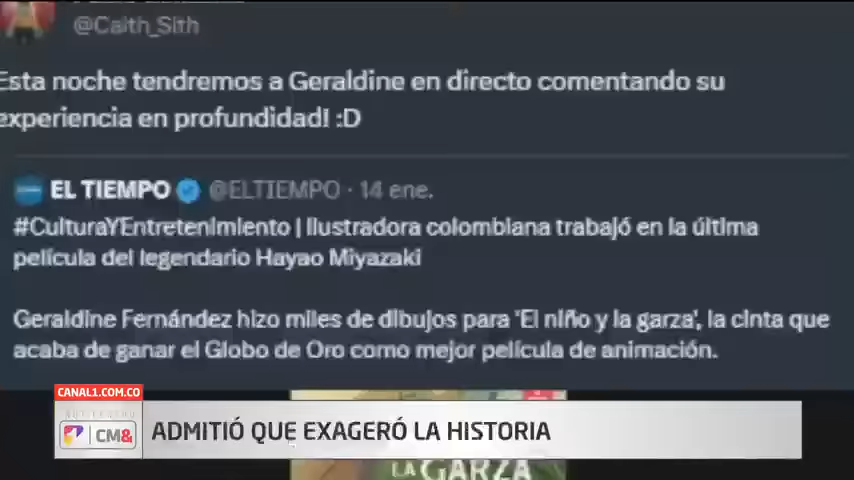 @Caith_Sith
Esta noche tendremos a Geraldine en directo comentando su
experiencia en profundidad! :D
EL TIEMPO @ELTIEMPO · 14 ene.
#CulturaYEntretenimiento | Ilustradora colombiana trabajó en la última
película del legendario Hayao Miyazaki
Geraldine Fernández hizo miles de dibujos para 'El niño y la garza', la cinta que
acaba de ganar el Globo de Oro como mejor película de animación.
CANAL1.COM.CO
CM&
ADMITIÓ QUE EXAGERÓ LA HISTORIA
LA GARZA